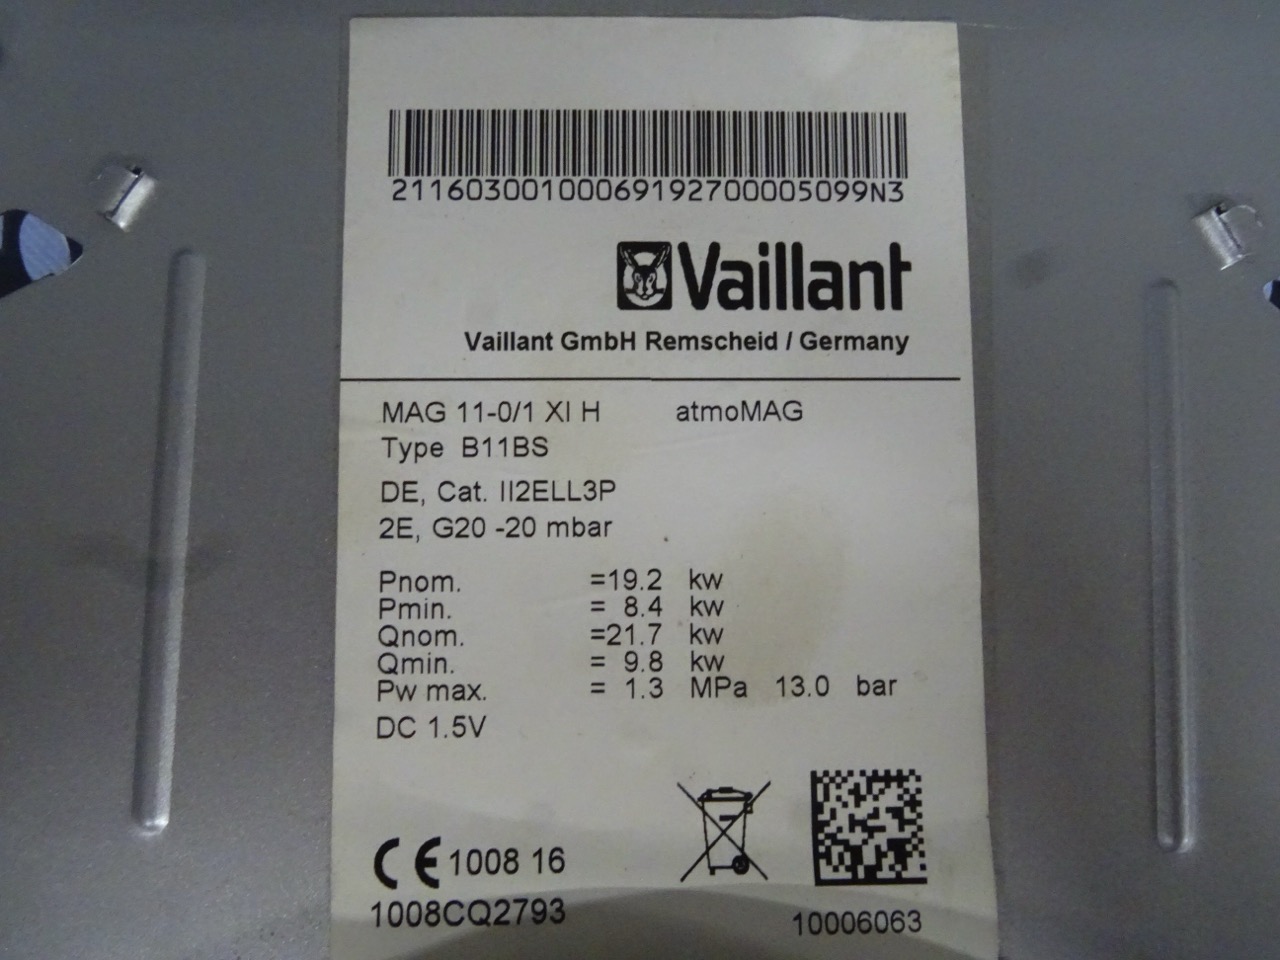 21160300100069192700005099N3
Vaillant
Vaillant GmbH Remscheid / Germany
MAG 11-0/1 XI H atmoMAG
Type B11BS
DE, Cat. II2ELL3P
2E, G20 -20 mbar
Pnom. =19.2 kw
Pmin. = 8.4 kw
Qnom. =21.7 kw
Qmin. = 9.8 kw
Pw max. = 1.3 MPa 13.0 bar
DC 1.5V
CE 1008 16
1008CQ2793
10006063